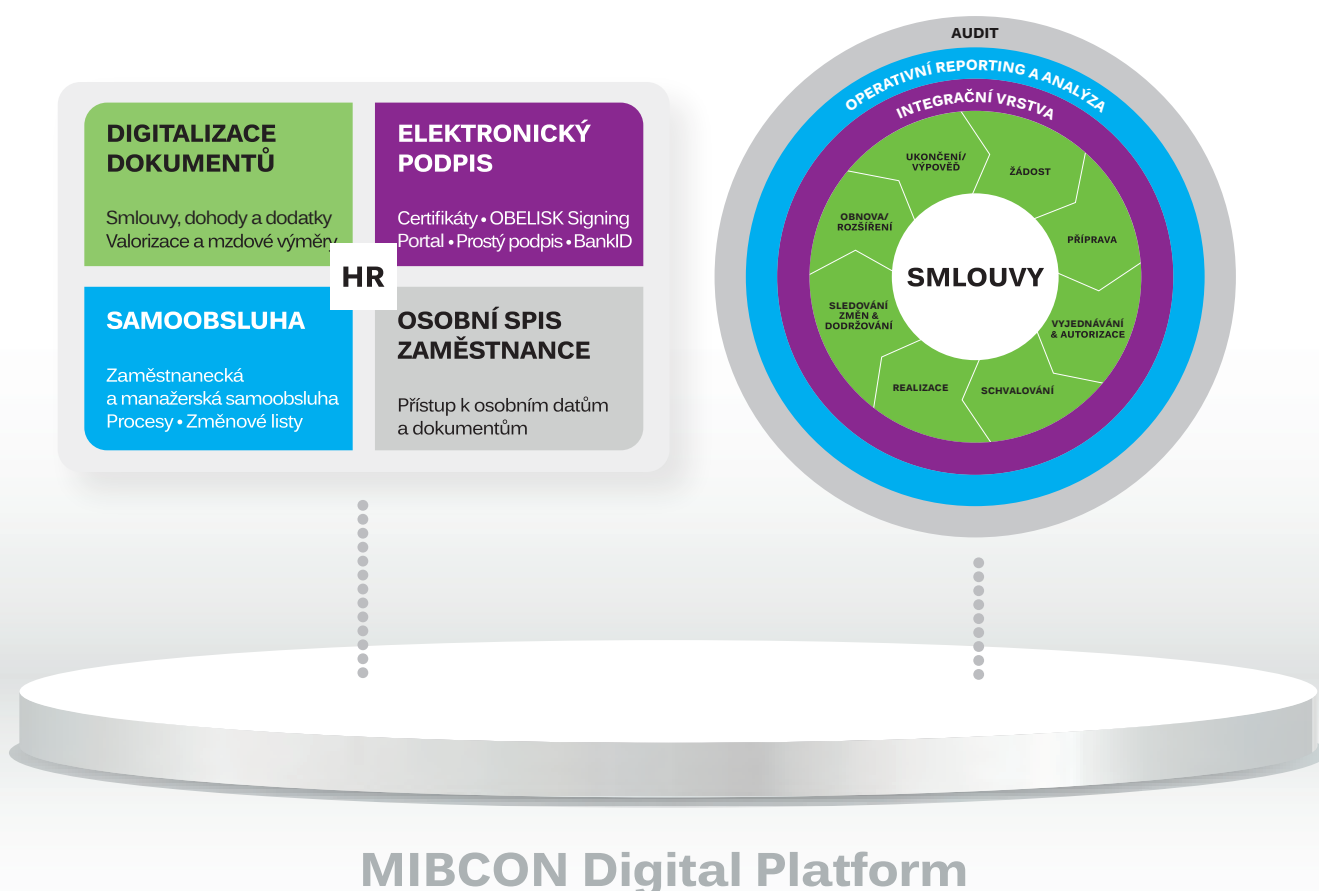 DIGITALIZACE
DOKUMENTŮ
Smlouvy, dohody a dodatky
Valorizace a mzdové výměry
ELEKTRONICKÝ
PODPIS
Certifikáty • OBELISK Signing
Portal • Prostý podpis • BankID
HR
SAMOOBSLUHA
Zaměstnanecká
a manažerská samoobsluha
Procesy • Změnové listy
OSOBNÍ SPIS
ZAMĚSTNANCE
Přístup k osobním datům
a dokumentům
AUDIT
OPERATIVNÍ REPORTING A ANALÝZA
INTEGRAČNÍ VRSTVA
ŽÁDOST
PŘÍPRAVA
VYJEDNÁVÁNÍ
& AUTORIZACE
SCHVALOVÁNÍ
REALIZACE
SLEDOVÁNÍ
ZMĚN &
DODRŽOVÁNÍ
OBNOVA/
ROZŠÍŘENÍ
UKONČENÍ/
VÝPOVĚĎ
SMLOUVY
MIBCON Digital Platform